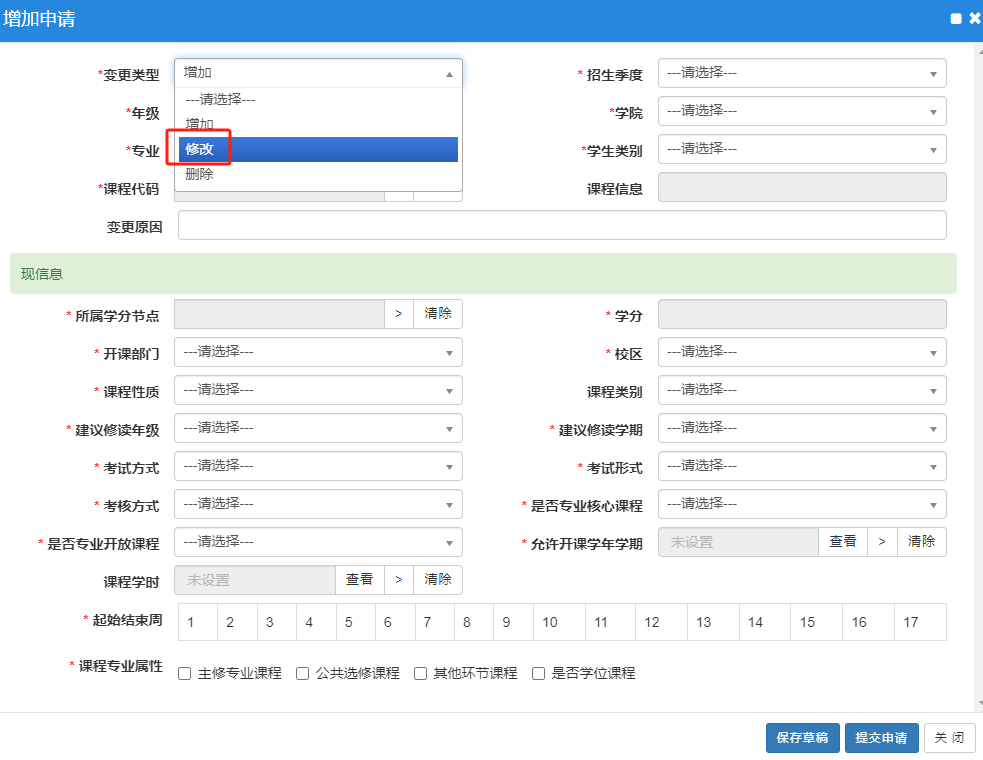 增加申请
*变更类型 增加 * 招生季度 ---请选择---
---请选择---
*年级 增加 *学院 ---请选择---
*专业 修改 *学生类别 ---请选择---
删除
*课程代码 课程信息
变更原因
现信息
* 所属学分节点 > 清除 * 学分
* 开课部门 ---请选择--- * 校区 ---请选择---
* 课程性质 ---请选择--- 课程类别 ---请选择---
* 建议修读年级 ---请选择--- * 建议修读学期 ---请选择---
* 考试方式 ---请选择--- * 考试形式 ---请选择---
* 考核方式 ---请选择--- * 是否专业核心课程 ---请选择---
* 是否专业开放课程 ---请选择--- * 允许开课学年学期 未设置 查看 > 清除
课程学时 未设置 查看 > 清除
* 起始结束周 1 2 3 4 5 6 7 8 9 10 11 12 13 14 15 16 17
* 课程专业属性 主修专业课程 公共选修课程 其他环节课程 是否学位课程
保存草稿 提交申请 关 闭